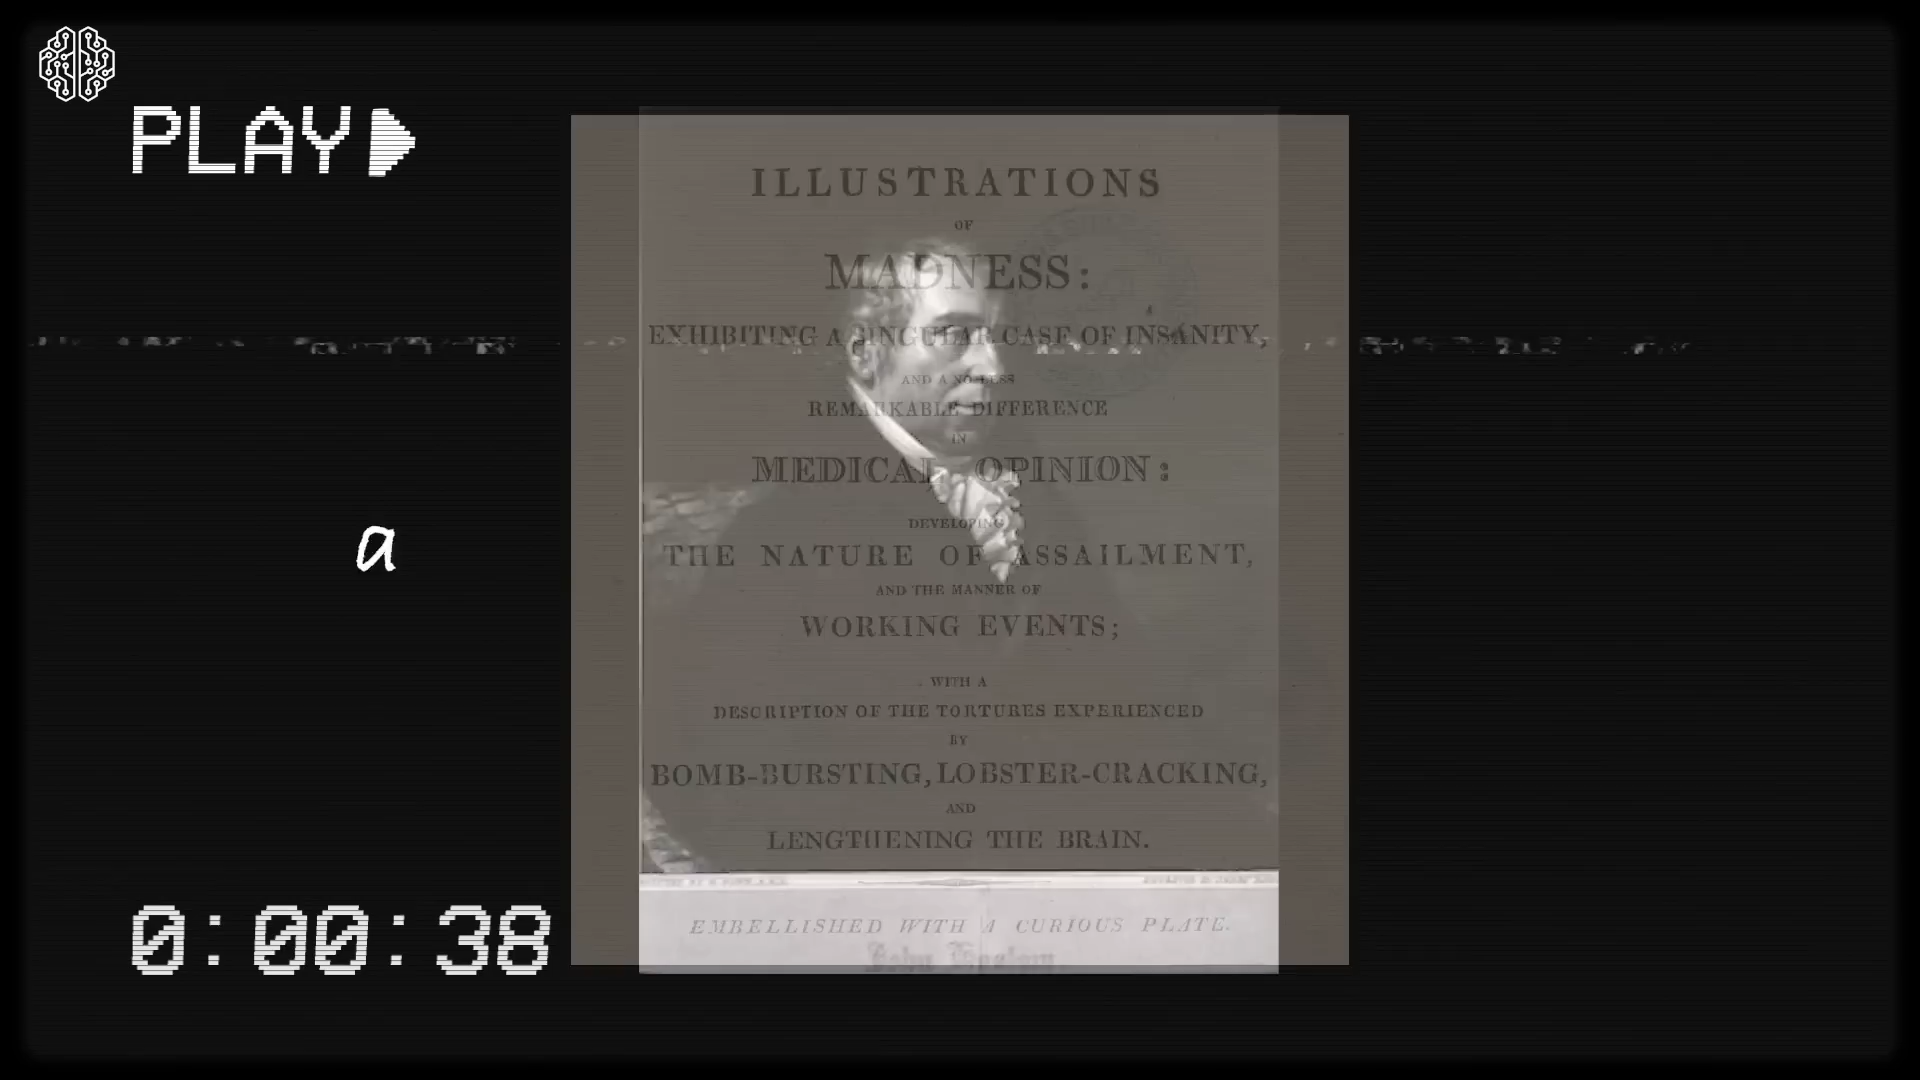 PLAY
ILLUSTRATIONS
OF
MADNESS:
EXHIBITING A SINGULAR CASE OF INSANITY,
AND A NO LESS
REMARKABLE DIFFERENCE
IN
MEDICAL OPINION:
DEVELOPING
THE NATURE OF ASSAILMENT,
AND THE MANNER OF
WORKING EVENTS;
WITH A
DESCRIPTION OF THE TORTURES EXPERIENCED
BY
BOMB-BURSTING, LOBSTER-CRACKING,
AND
LENGTHENING THE BRAIN.
EMBELLISHED WITH A CURIOUS PLATE.
John Haslam.
a
0:00:38